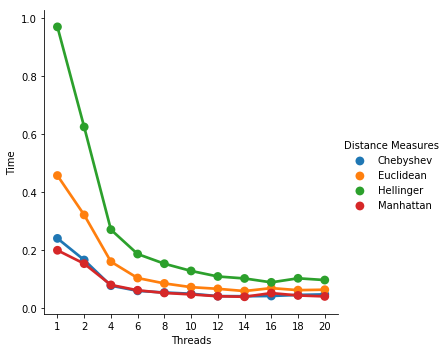 1.0
0.8
0.6
0.4
0.2
0.0
Time
1 2 4 6 8 10 12 14 16 18 20
Threads
Distance Measures
Chebyshev
Euclidean
Hellinger
Manhattan